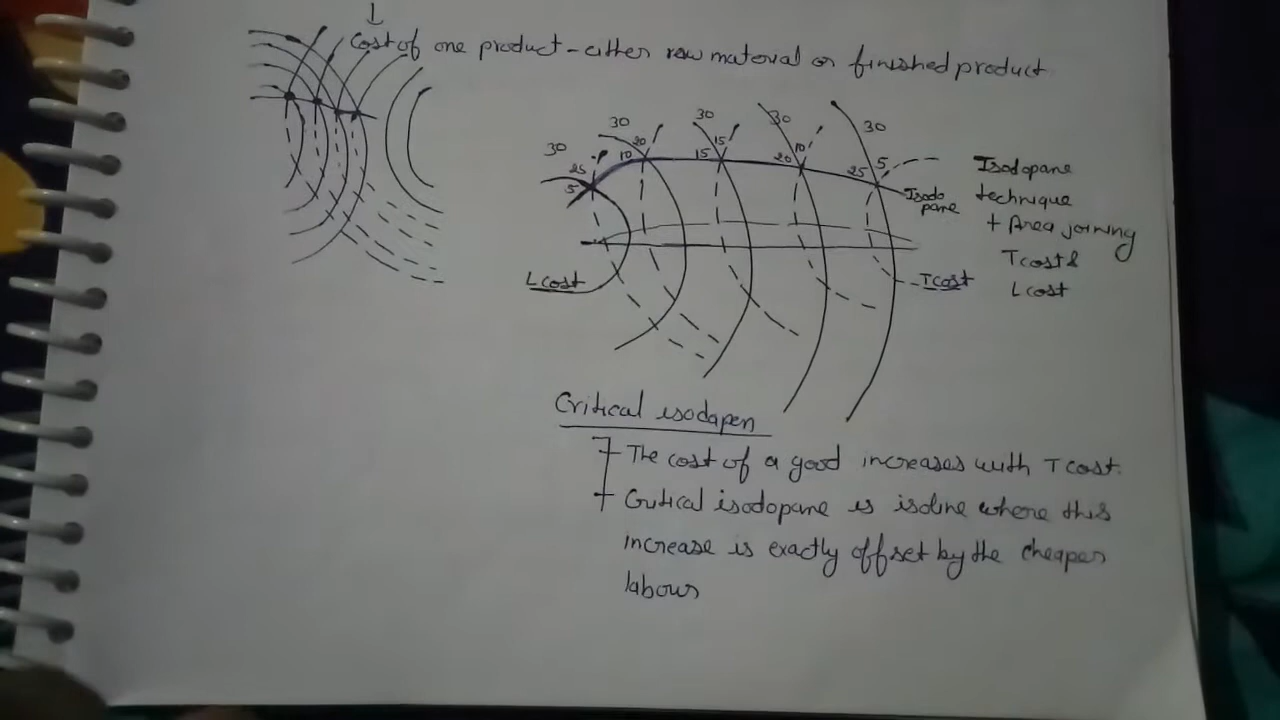 Cost of one product - either raw material or finished product
30 30 30 30 30
25 20 15 10 5
5 10 15 20 25
Isodo
pane
Isodopane
technique
+ Area joining
Tcost &
Lcost
Lcost
Tcost
Critical isodapen
The cost of a good increases with T cost.
Critical isodopane is isoline where this
increase is exactly offset by the cheaper
labour